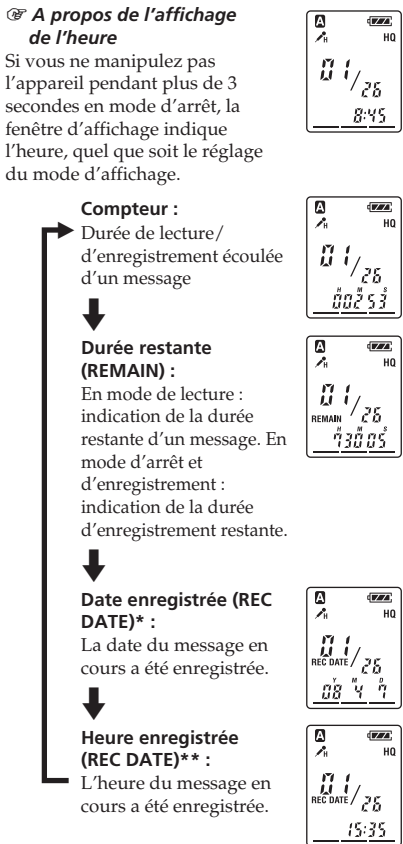 ☞ A propos de l'affichage
de l'heure
Si vous ne manipulez pas
l'appareil pendant plus de 3
secondes en mode d'arrêt, la
fenêtre d'affichage indique
l'heure, quel que soit le réglage
du mode d'affichage.
A
H HQ
01/26
8:45
Compteur :
Durée de lecture/
d'enregistrement écoulée
d'un message
A
H HQ
01/26
H M S
00253
Durée restante
(REMAIN) :
En mode de lecture :
indication de la durée
restante d'un message. En
mode d'arrêt et
d'enregistrement :
indication de la durée
d'enregistrement restante.
A
H HQ
01/26
REMAIN
H M S
73005
Date enregistrée (REC
DATE)* :
La date du message en
cours a été enregistrée.
A
H HQ
01/26
REC DATE
Y M D
08 4 7
Heure enregistrée
(REC DATE)** :
L'heure du message en
cours a été enregistrée.
A
H HQ
01/26
REC DATE
15:35